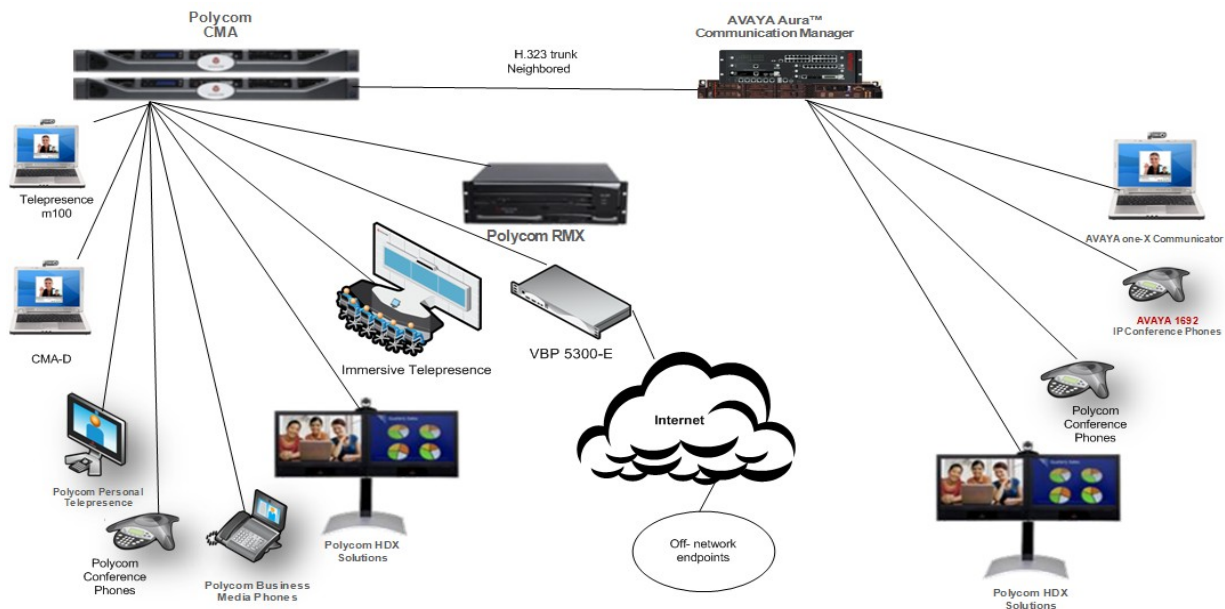 Polycom
CMA
AVAYA Aura™
Communication Manager
H.323 trunk
Neighbored
Telepresence
m100
Polycom RMX
AVAYA one-X Communicator
AVAYA 1692
IP Conference Phones
CMA-D
Immersive Telepresence
VBP 5300-E
Internet
Polycom
Conference
Phones
Polycom Personal
Telepresence
Polycom
Conference
Phones
Polycom Business
Media Phones
Polycom HDX
Solutions
Off- network
endpoints
Polycom HDX
Solutions